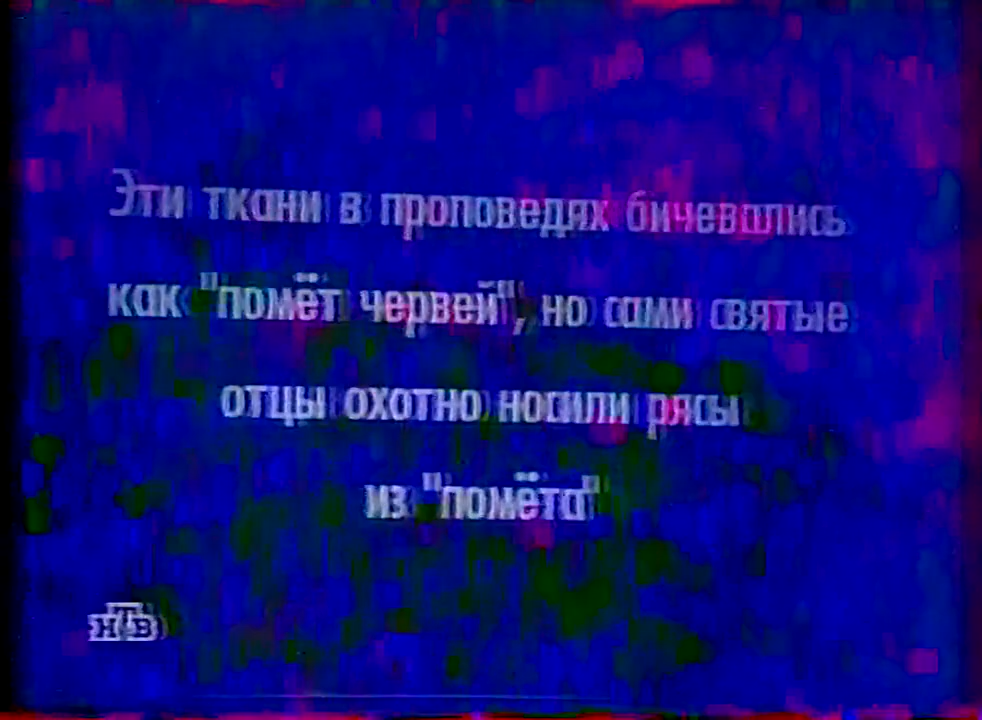 Эти ткани в проповедях бичевались
как "помёт червей", но сами святые
отцы охотно носили рясы
из "помёта"
НТВ